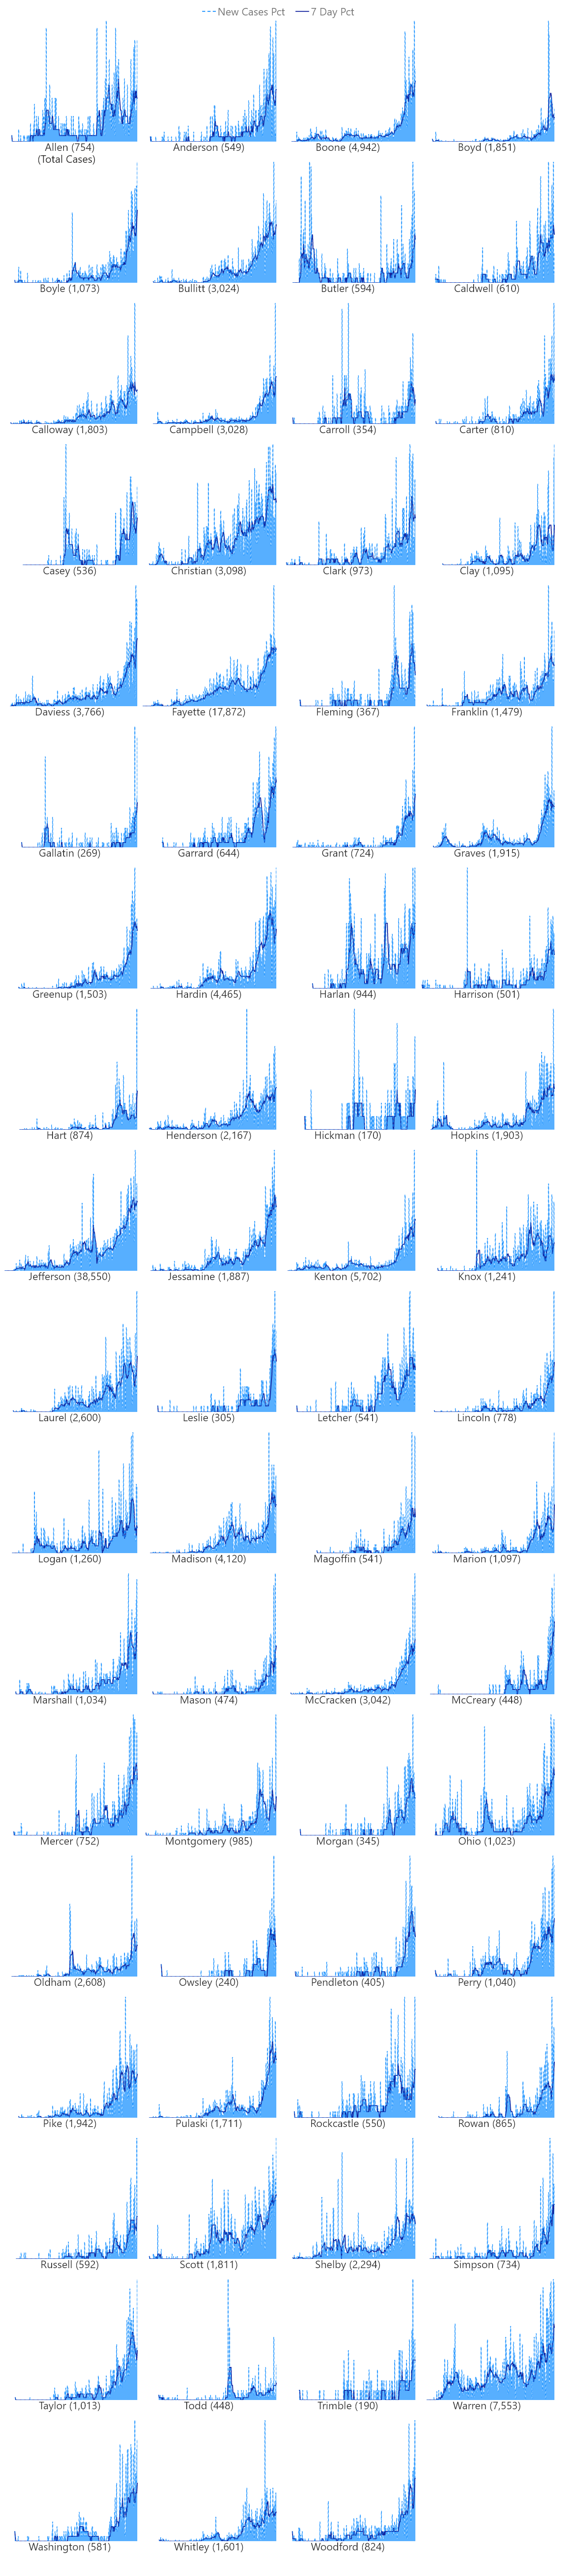 New Cases Pct 7 Day Pct
Allen (754) Anderson (549) Boone (4,942) Boyd (1,851)
(Total Cases)
Boyle (1,073) Bullitt (3,024) Butler (594) Caldwell (610)
Calloway (1,803) Campbell (3,028) Carroll (354) Carter (810)
Casey (536) Christian (3,098) Clark (973) Clay (1,095)
Daviess (3,766) Fayette (17,872) Fleming (367) Franklin (1,479)
Gallatin (269) Garrard (644) Grant (724) Graves (1,915)
Greenup (1,503) Hardin (4,465) Harlan (944) Harrison (501)
Hart (874) Henderson (2,167) Hickman (170) Hopkins (1,903)
Jefferson (38,550) Jessamine (1,887) Kenton (5,702) Knox (1,241)
Laurel (2,600) Leslie (305) Letcher (541) Lincoln (778)
Logan (1,260) Madison (4,120) Magoffin (541) Marion (1,097)
Marshall (1,034) Mason (474) McCracken (3,042) McCreary (448)
Mercer (752) Montgomery (985) Morgan (345) Ohio (1,023)
Oldham (2,608) Owsley (240) Pendleton (405) Perry (1,040)
Pike (1,942) Pulaski (1,711) Rockcastle (550) Rowan (865)
Russell (592) Scott (1,811) Shelby (2,294) Simpson (734)
Taylor (1,013) Todd (448) Trimble (190) Warren (7,553)
Washington (581) Whitley (1,601) Woodford (824)